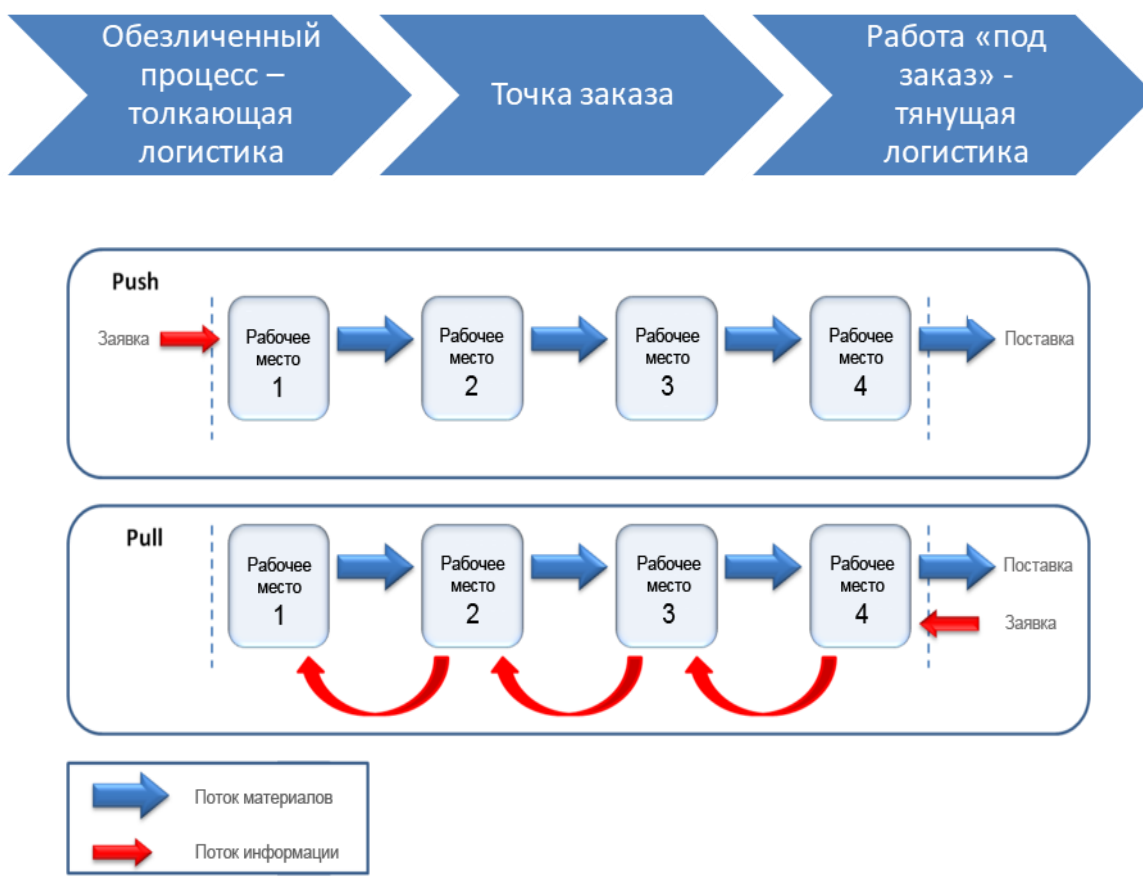 Обезличенный
процесс –
толкающая
логистика
Точка заказа
Работа «под
заказ» -
тянущая
логистика
Push
Заявка
Рабочее
место
1
Рабочее
место
2
Рабочее
место
3
Рабочее
место
4
Поставка
Pull
Рабочее
место
1
Рабочее
место
2
Рабочее
место
3
Рабочее
место
4
Поставка
Заявка
Поток материалов
Поток информации